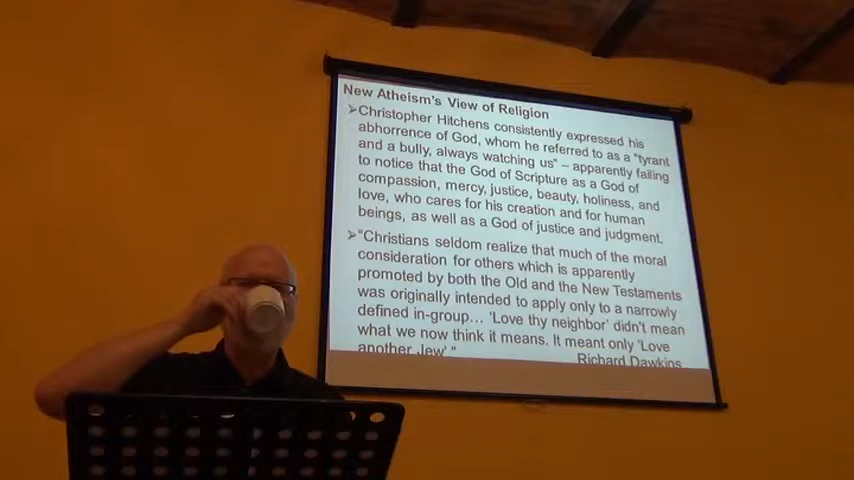 New Atheism's View of Religion
➢Christopher Hitchens consistently expressed his
abhorrence of God, whom he referred to as a "tyrant
and a bully, always watching us" – apparently failing
to notice that the God of Scripture as a God of
compassion, mercy, justice, beauty, holiness, and
love, who cares for his creation and for human
beings, as well as a God of justice and judgment.
➢"Christians seldom realize that much of the moral
consideration for others which is apparently
promoted by both the Old and the New Testaments
was originally intended to apply only to a narrowly
defined in-group… 'Love thy neighbor' didn't mean
what we now think it means. It meant only 'Love
another Jew'." Richard Dawkins